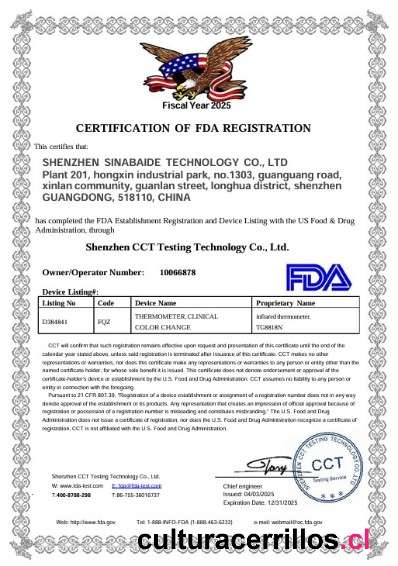 Fiscal Year 2025
CERTIFICATION OF FDA REGISTRATION
This certifies that:
SHENZHEN SINABAIDE TECHNOLOGY CO., LTD
Plant 201, hongxin industrial park, no.1303, guanguang road,
xinlan community, guanlan street, longhua district, shenzhen
GUANGDONG, 518110, CHINA
has completed the FDA Establishment Registration and Device Listing with the US Food & Drug
Administration, through
Shenzhen CCT Testing Technology Co., Ltd.
Owner/Operator Number: 10066878
FDA
Device Listing#:
Listing No Code Device Name Proprietary Name
D364841 FQZ THERMOMETER, CLINICAL COLOR CHANGE infrared thermometer. TG8818N
CCT will confirm that such registration remains effective upon request and presentation of this certificate until the end of the
calendar year stated above, unless said registration is terminated after issuance of this certificate. CCT makes no other
representations or warranties, nor does this certificate make any representations or warranties to any person or entity other than the
named certificate holder, for whose sole benefit it is issued. This certificate does not denote endorsement or approval of the
certificate-holder's device or establishment by the U.S. Food and Drug Administration. CCT assumes no liability to any person or
entity in connection with the foregoing.
Pursuant to 21 CFR 807.39, "Registration of a device establishment or assignment of a registration number does not in any way
denote approval of the establishment or its products. Any representation that creates an impression of official approval because of
registration or possession of a registration number is misleading and constitutes misbranding." The U.S. Food and Drug
Administration does not issue a certificate of registration, nor does the U.S. Food and Drug Administration recognize a certificate of
registration. CCT is not affiliated with the U.S. Food and Drug Administration.
CCT TESTING TECHNOLOGY CO LTD
CCT
Testing Service
Shenzhen CCT Testing Technology Co., Ltd.
W: www.fda-test.com E: fda@fda-test.com
T:400-8788-298 T:86-755-36916737
Chief engineer
Issued: 04/03/2025
Expiration Date: 12/31/2025
Web: http://www.fda.gov Tel: 1-888-INFO-FDA (1-888-463-6332) e-mail: webmail@oc.fda.gov
culturacerrillos.cl